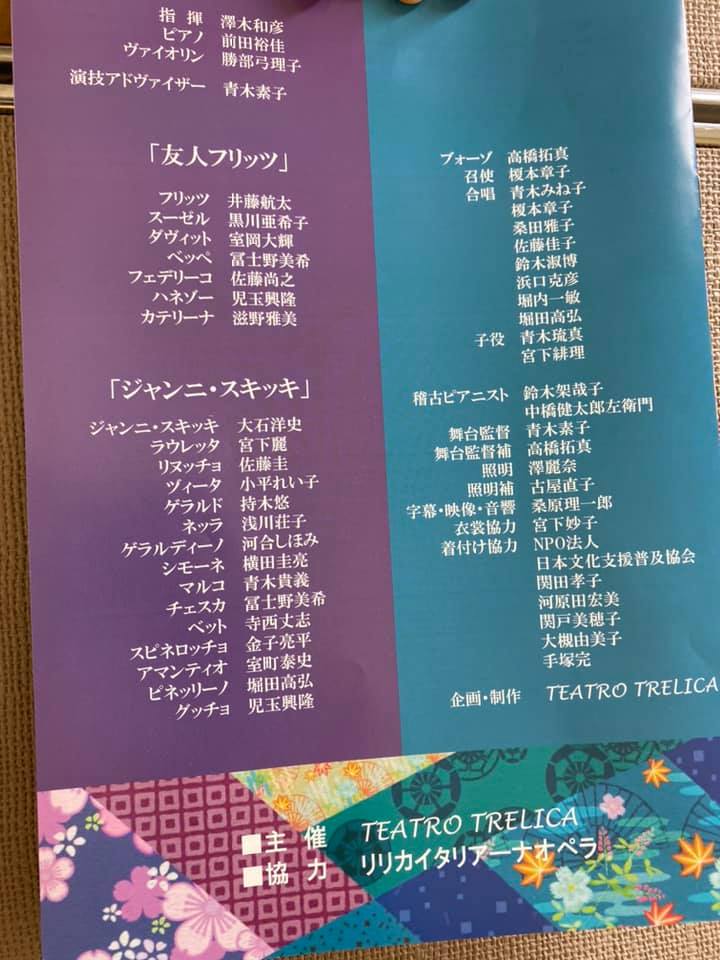 指揮 澤木和彦
ピアノ 前田裕佳
ヴァイオリン 勝部弓理子
演技アドヴァイザー 青木素子
「友人フリッツ」
フリッツ 井藤航太
スーゼル 黒川亜希子
ダヴィット 室岡大輝
ベッペ 冨士野美希
フェデリーコ 佐藤尚之
ハネゾー 児玉興隆
カテリーナ 滋野雅美
「ジャンニ・スキッキ」
ジャンニ・スキッキ 大石洋史
ラウレッタ 宮下麗
リヌッチョ 佐藤圭
ヅィータ 小平れい子
ゲラルド 持木悠
ネッラ 浅川荘子
ゲラルディーノ 河合しほみ
シモーネ 横田圭亮
マルコ 青木貴義
チェスカ 冨士野美希
ベット 寺西丈志
スピネロッチョ 金子亮平
アマンティオ 室町泰史
ピネッリーノ 堀田高弘
グッチョ 児玉興隆
ブォーゾ 高橋拓真
召使 榎本章子
合唱 青木みね子
榎本章子
桑田雅子
佐藤佳子
鈴木淑博
浜口克彦
堀内一敏
堀田高弘
子役 青木琉真
宮下緋理
稽古ピアニスト 鈴木架哉子
中橋健太郎左衛門
舞台監督 青木素子
舞台監督補 高橋拓真
照明 澤麗奈
照明補 古屋直子
字幕・映像・音響 桑原理一郎
衣裳協力 宮下妙子
着付け協力 NPO法人
日本文化支援普及協会
関田孝子
河原田宏美
関戸美穂子
大槻由美子
手塚完
企画・制作 TEATRO TRELICA
■主催 TEATRO TRELICA
■協力 リリカイタリアーナオペラ